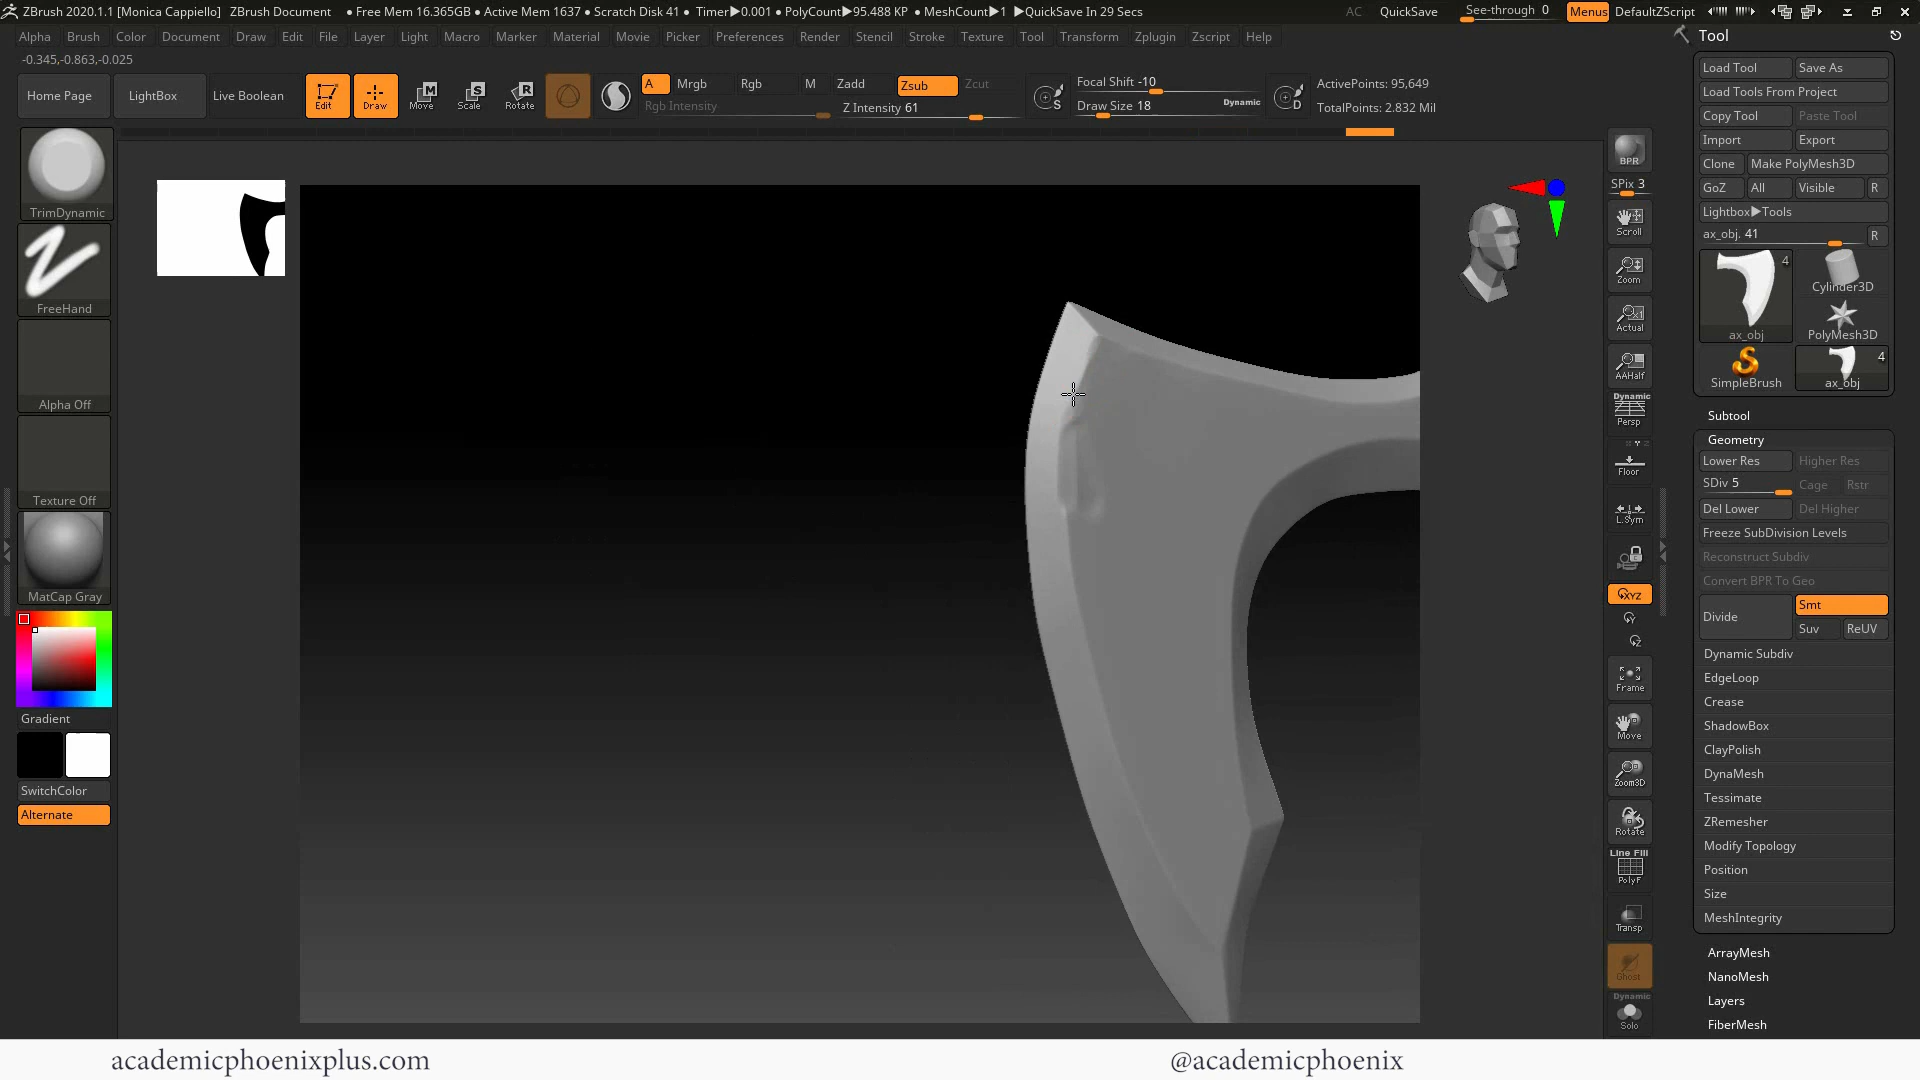 ZBrush 2020.1.1 [Monica Cappiello] ZBrush Document • Free Mem 16.365GB • Active Mem 1637 • Scratch Disk 41 • Timer▶0.001 • PolyCount▶95.488 KP • MeshCount▶1 ▶QuickSave In 29 Secs AC QuickSave See-through 0 Menus DefaultZScript
Alpha Brush Color Document Draw Edit File Layer Light Macro Marker Material Movie Picker Preferences Render Stencil Stroke Texture Tool Transform Zplugin Zscript Help
-0.345,-0.863,-0.025
Home Page LightBox Live Boolean Edit Draw Move Scale Rotate
A Mrgb Rgb M Zadd Zsub Zcut
Rgb Intensity Z Intensity 61
Focal Shift -10
Draw Size 18 Dynamic
ActivePoints: 95,649
TotalPoints: 2.832 Mil
TrimDynamic
FreeHand
Alpha Off
Texture Off
MatCap Gray
Gradient
SwitchColor
Alternate
BPR
SPix 3
Scroll
Zoom
Actual
AAHalf
Dynamic
Persp
Floor
L.Sym
XYZ
Y
Z
Frame
Move
Zoom3D
Rotate
Line Fill
PolyF
Transp
Ghost
Dynamic
Solo
Tool
Load Tool Save As
Load Tools From Project
Copy Tool Paste Tool
Import Export
Clone Make PolyMesh3D
GoZ All Visible R
Lightbox▶Tools
ax_obj. 41 R
4
Cylinder3D
ax_obj PolyMesh3D
4
SimpleBrush ax_obj
Subtool
Geometry
Lower Res Higher Res
SDiv 5 Cage Rstr
Del Lower Del Higher
Freeze SubDivision Levels
Reconstruct Subdiv
Convert BPR To Geo
Divide Smt
Suv ReUV
Dynamic Subdiv
EdgeLoop
Crease
ShadowBox
ClayPolish
DynaMesh
Tessimate
ZRemesher
Modify Topology
Position
Size
MeshIntegrity
ArrayMesh
NanoMesh
Layers
FiberMesh
academicphoenixplus.com @academicphoenix